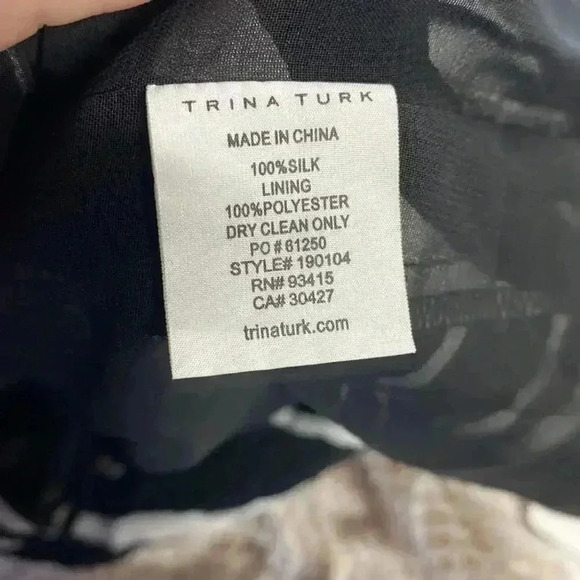 TRINA TURK
MADE IN CHINA
100%SILK
LINING
100%POLYESTER
DRY CLEAN ONLY
PO # 61250
STYLE# 190104
RN# 93415
CA# 30427
trinaturk.com